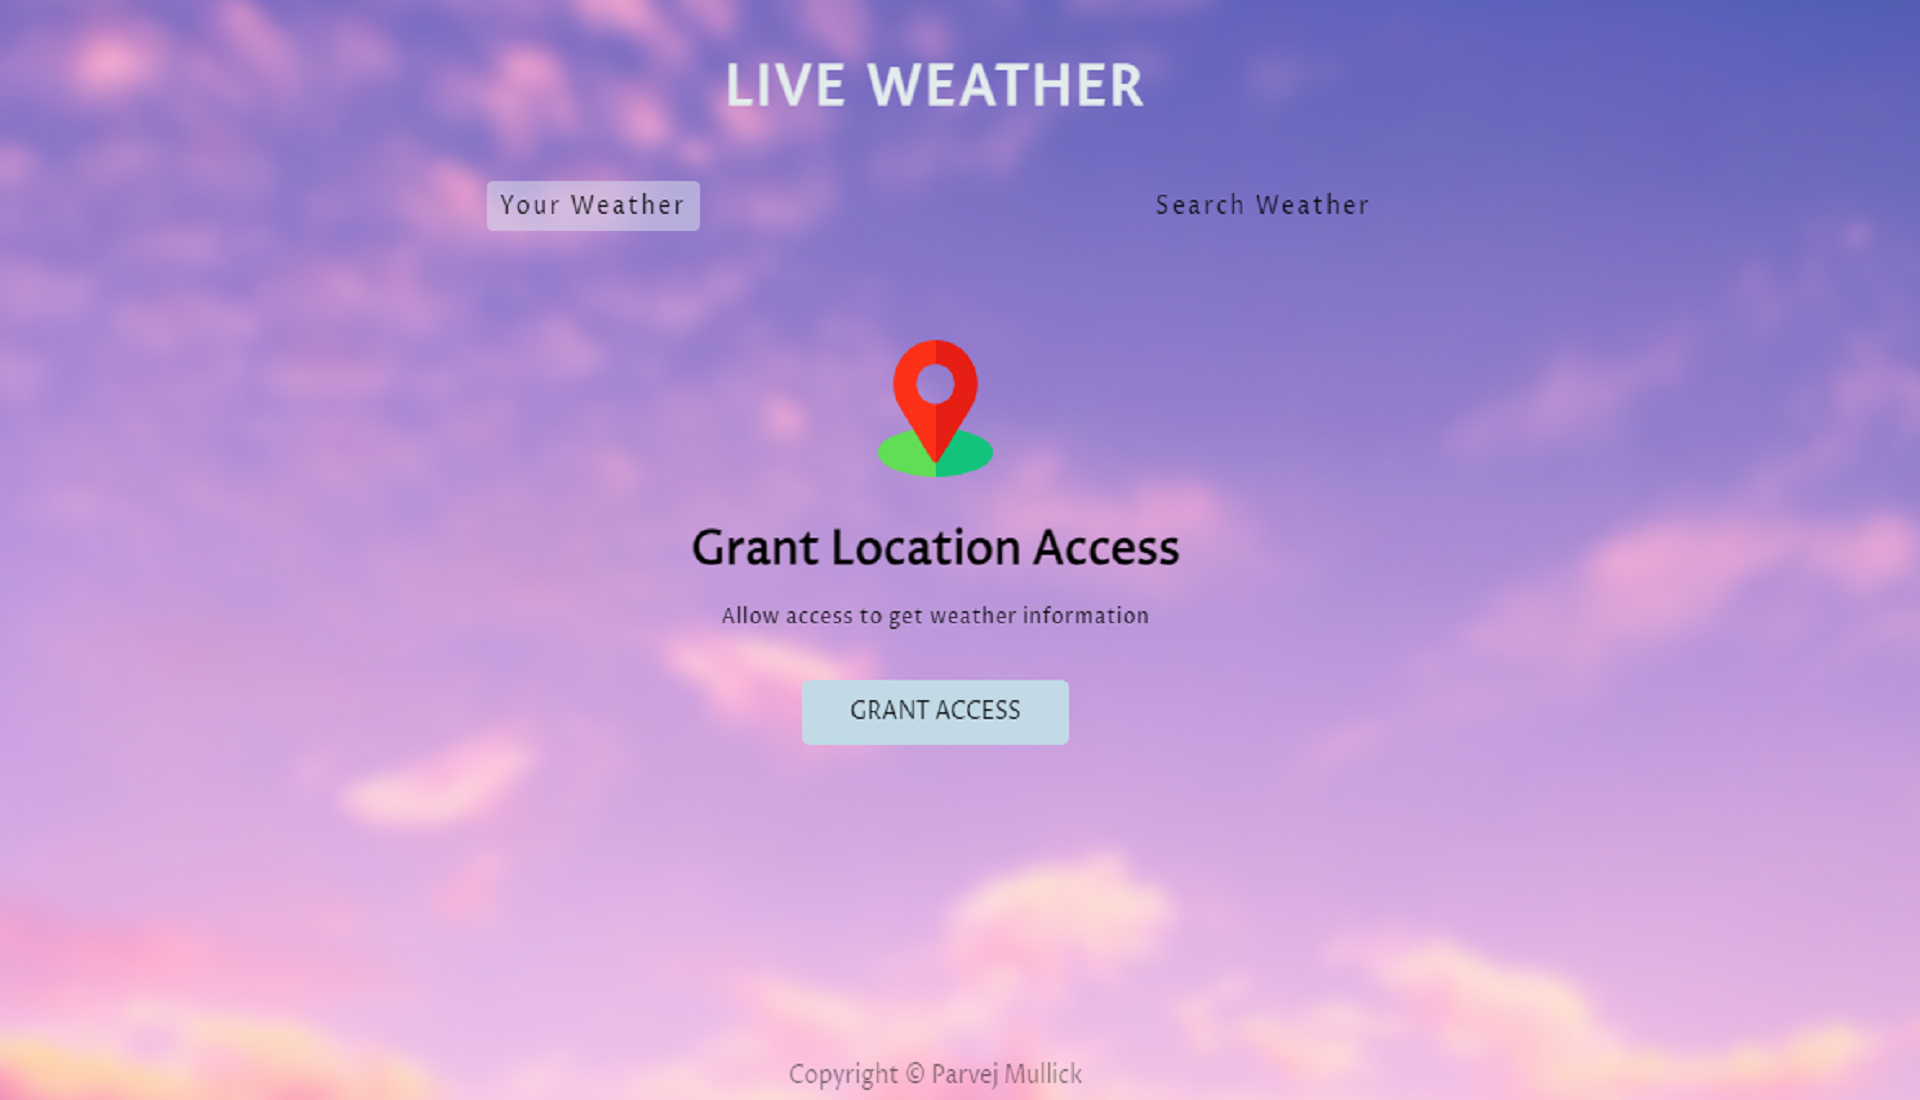 LIVE WEATHER
Your Weather
Search Weather
Grant Location Access
Allow access to get weather information
GRANT ACCESS
Copyright © Parvej Mullick